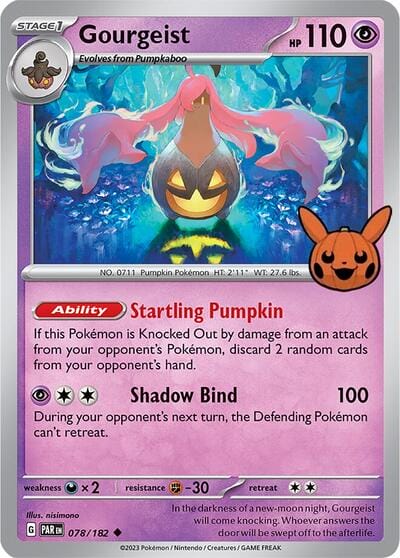 STAGE 1
Gourgeist
HP 110
Evolves from Pumpkaboo
NO. 0711 Pumpkin Pokémon HT: 2'11" WT: 27.6 lbs.
Ability Startling Pumpkin
If this Pokémon is Knocked Out by damage from an attack
from your opponent's Pokémon, discard 2 random cards
from your opponent's hand.
Shadow Bind 100
During your opponent's next turn, the Defending Pokémon
can't retreat.
weakness ×2 resistance -30 retreat
Illus. nisimono
G PAR EN 078/182
In the darkness of a new-moon night, Gourgeist
will come knocking. Whoever answers the
door will be swept off to the afterlife.
©2023 Pokémon / Nintendo / Creatures / GAME FREAK